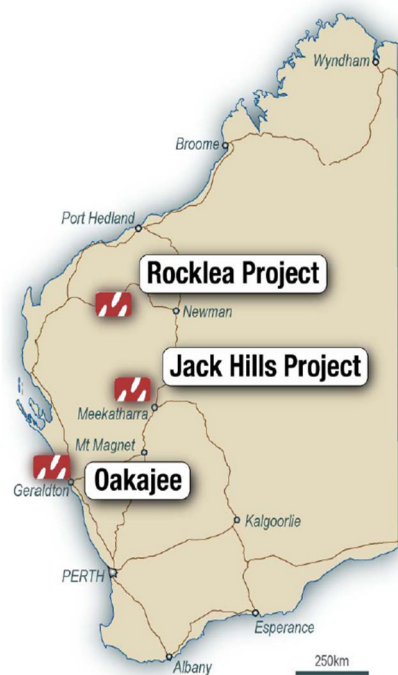 Wyndham
Broome
Port Hedland
Rocklea Project
Newman
Jack Hills Project
Meekatharra
Mt Magnet
Oakajee
Geraldton
Kalgoorlie
PERTH
Esperance
Albany
250km